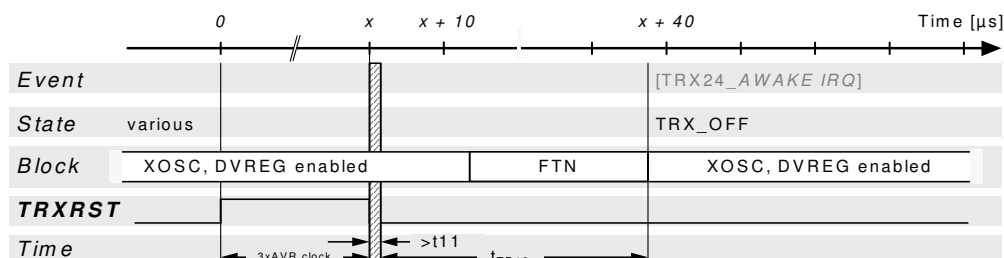 0 x x + 10 x + 40 Time [µs]
Event [TRX24_AWAKE IRQ]
State various TRX_OFF
Block XOSC, DVREG enabled FTN XOSC, DVREG enabled
TRXRST
>t11
Time 3xAVR clock